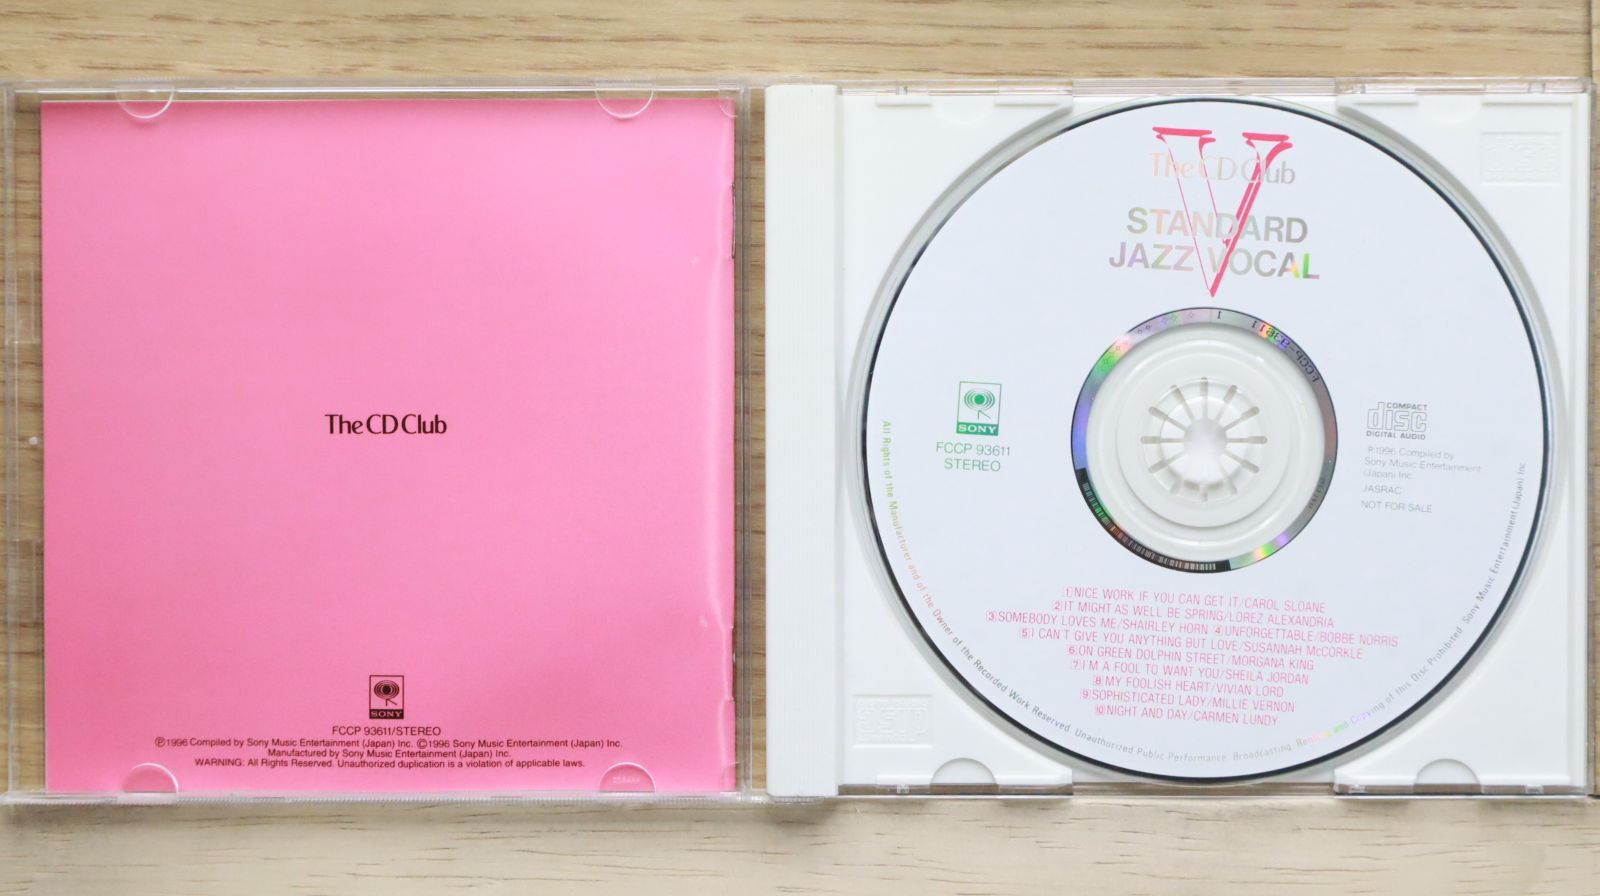 The CD Club
SONY
FCCP 93611/STEREO
Ⓟ1996 Compiled by Sony Music Entertainment (Japan) Inc. Ⓒ1996 Sony Music Entertainment (Japan) Inc.
Manufactured by Sony Music Entertainment (Japan) Inc.
WARNING: All Rights Reserved. Unauthorized duplication is a violation of applicable laws.
V
The CD Club
STANDARD
JAZZ VOCAL
SONY
FCCP 93611
STEREO
COMPACT
disc
DIGITAL AUDIO
Ⓟ1996 Compiled by
Sony Music Entertainment
(Japan) Inc
JASRAC
NOT FOR SALE
1 NICE WORK IF YOU CAN GET IT/CAROL SLOANE
2 IT MIGHT AS WELL BE SPRING/LOREZ ALEXANDRIA
3 SOMEBODY LOVES ME/SHAIRLEY HORN 4 UNFORGETTABLE/BOBBE NORRIS
5 I CAN'T GIVE YOU ANYTHING BUT LOVE/SUSANNAH McCORKLE
6 ON GREEN DOLPHIN STREET/MORGANA KING
7 I'M A FOOL TO WANT YOU/SHEILA JORDAN
8 MY FOOLISH HEART/VIVIAN LORD
9 SOPHISTICATED LADY/MILLIE VERNON
10 NIGHT AND DAY/CARMEN LUNDY
All Rights of the Manufacturer and of the Owner of the Recorded Work Reserved. Unauthorized Public Performance. Broadcasting. Renting and Copying of this Disc Prohibited. Sony Music Entertainment (Japan) Inc